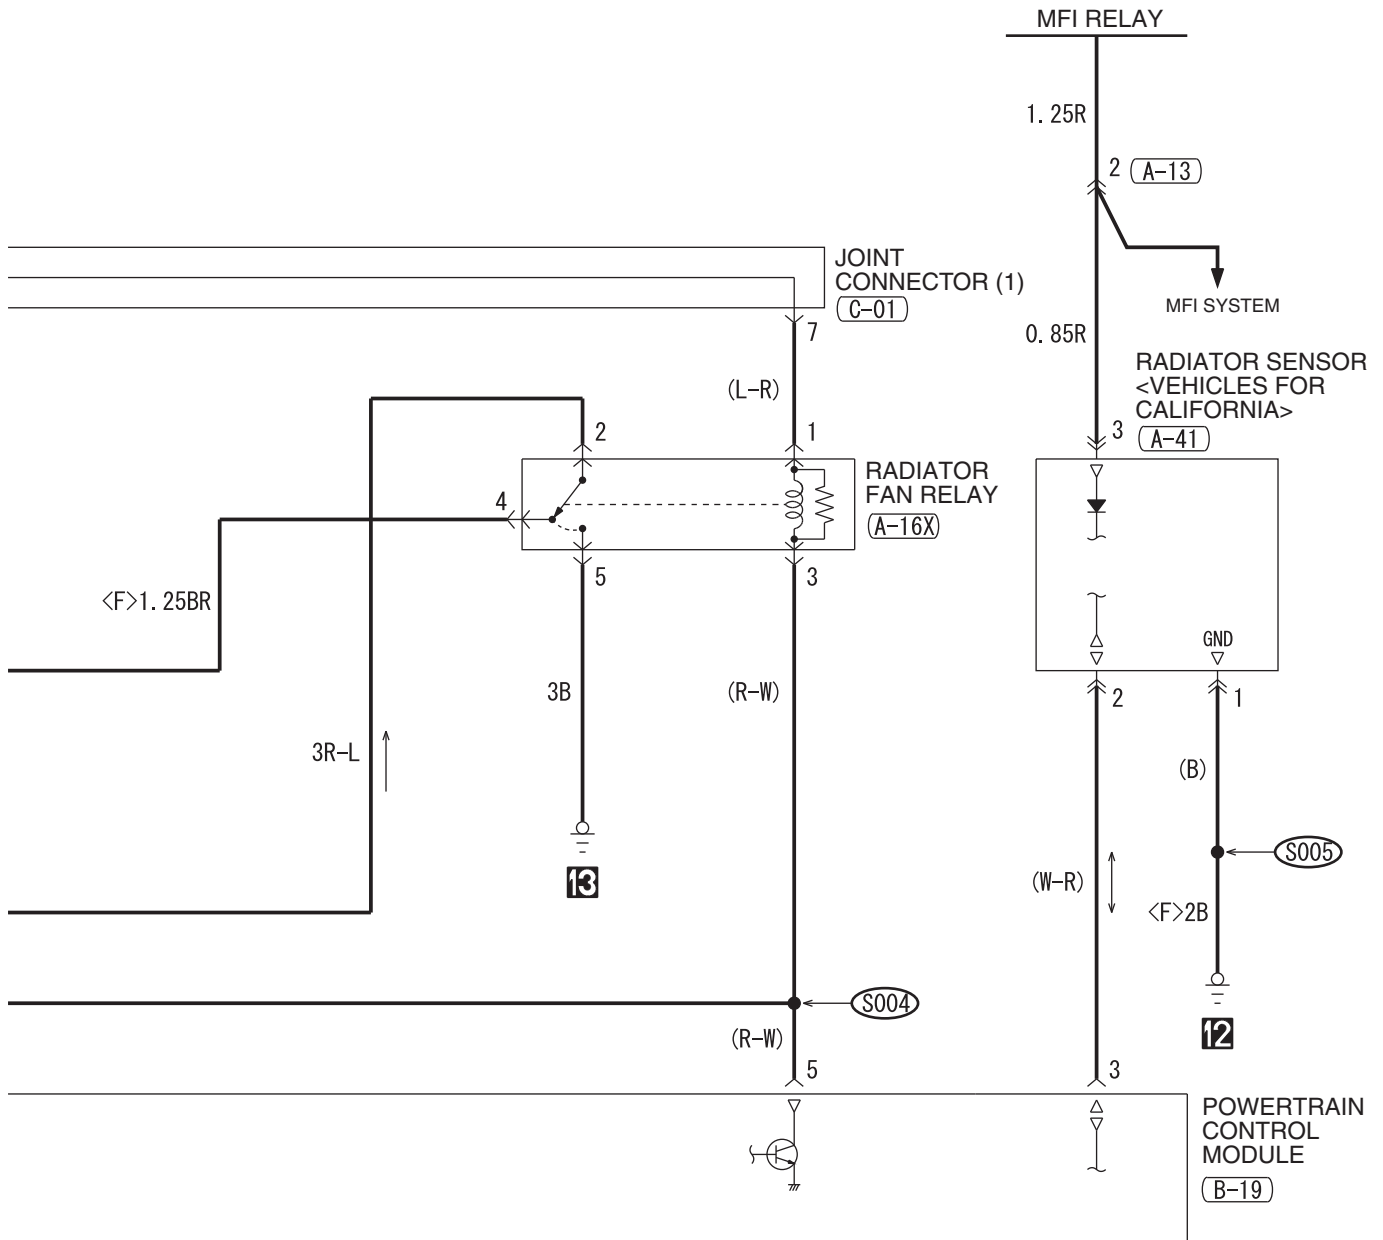 MFI RELAY
1.25R
2 A-13
JOINT
CONNECTOR (1)
C-01
7
MFI SYSTEM
0.85R
RADIATOR SENSOR
<VEHICLES FOR
CALIFORNIA>
3 A-41
(L-R)
2
1
RADIATOR
FAN RELAY
A-16X
4
5
3
<F>1.25BR
GND
3B
(R-W)
2
1
3R-L
(B)
S005
13
(W-R)
<F>2B
S004
12
(R-W)
5
3
POWERTRAIN
CONTROL
MODULE
B-19